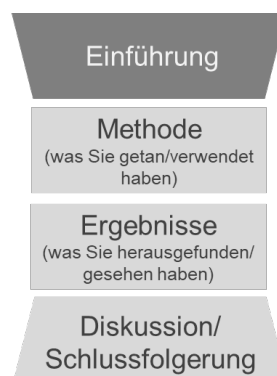 Einführung
Methode
(was Sie getan/verwendet
haben)
Ergebnisse
(was Sie herausgefunden/
gesehen haben)
Diskussion/
Schlussfolgerung